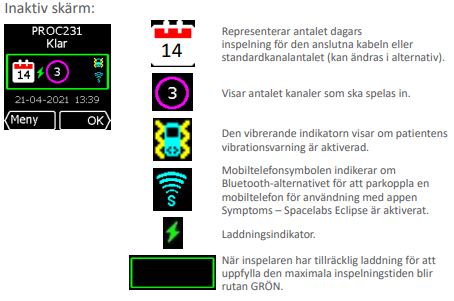 Inaktiv skärm:
PROC231
Klar
14
3
S
21-04-2021 13:39
Meny
OK
14
Representerar antalet dagars
inspelning för den anslutna kabeln eller
standardkanalantalet (kan ändras i alternativ).
3
Visar antalet kanaler som ska spelas in.
Den vibrerande indikatorn visar om patientens
vibrationsvarning är aktiverad.
S
Mobiltelefonsymbolen indikerar om
Bluetooth-alternativet för att parkoppla en
mobiltelefon för användning med appen
Symptoms – Spacelabs Eclipse är aktiverat.
Laddningsindikator.
När inspelaren har tillräcklig laddning för att
uppfylla den maximala inspelningstiden blir
rutan GRÖN.